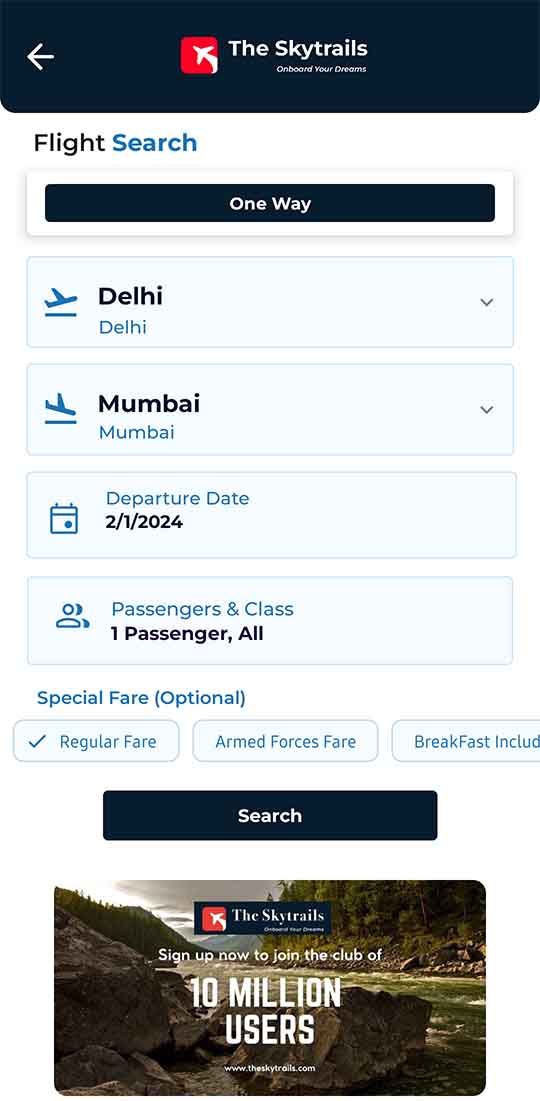 The Skytrails
Onboard Your Dreams
Flight Search
One Way
Delhi
Delhi
Mumbai
Mumbai
Departure Date
2/1/2024
Passengers & Class
1 Passenger, All
Special Fare (Optional)
Regular Fare
Armed Forces Fare
BreakFast Includ
Search
The Skytrails
Onboard Your Dreams
Sign up now to join the club of
10 MILLION
USERS
www.theskytrails.com